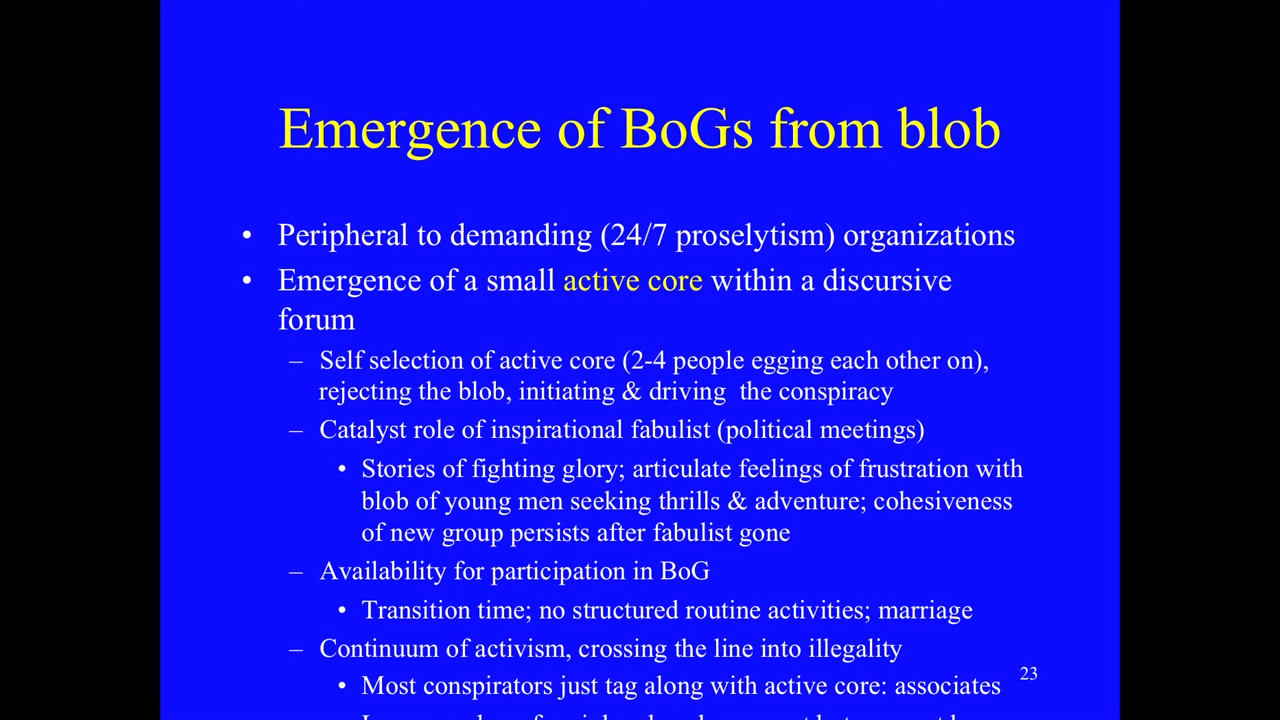 Emergence of BoGs from blob
• Peripheral to demanding (24/7 proselytism) organizations
• Emergence of a small active core within a discursive
forum
– Self selection of active core (2-4 people egging each other on),
rejecting the blob, initiating & driving the conspiracy
– Catalyst role of inspirational fabulist (political meetings)
• Stories of fighting glory; articulate feelings of frustration with
blob of young men seeking thrills & adventure; cohesiveness
of new group persists after fabulist gone
– Availability for participation in BoG
• Transition time; no structured routine activities; marriage
– Continuum of activism, crossing the line into illegality
23
• Most conspirators just tag along with active core: associates